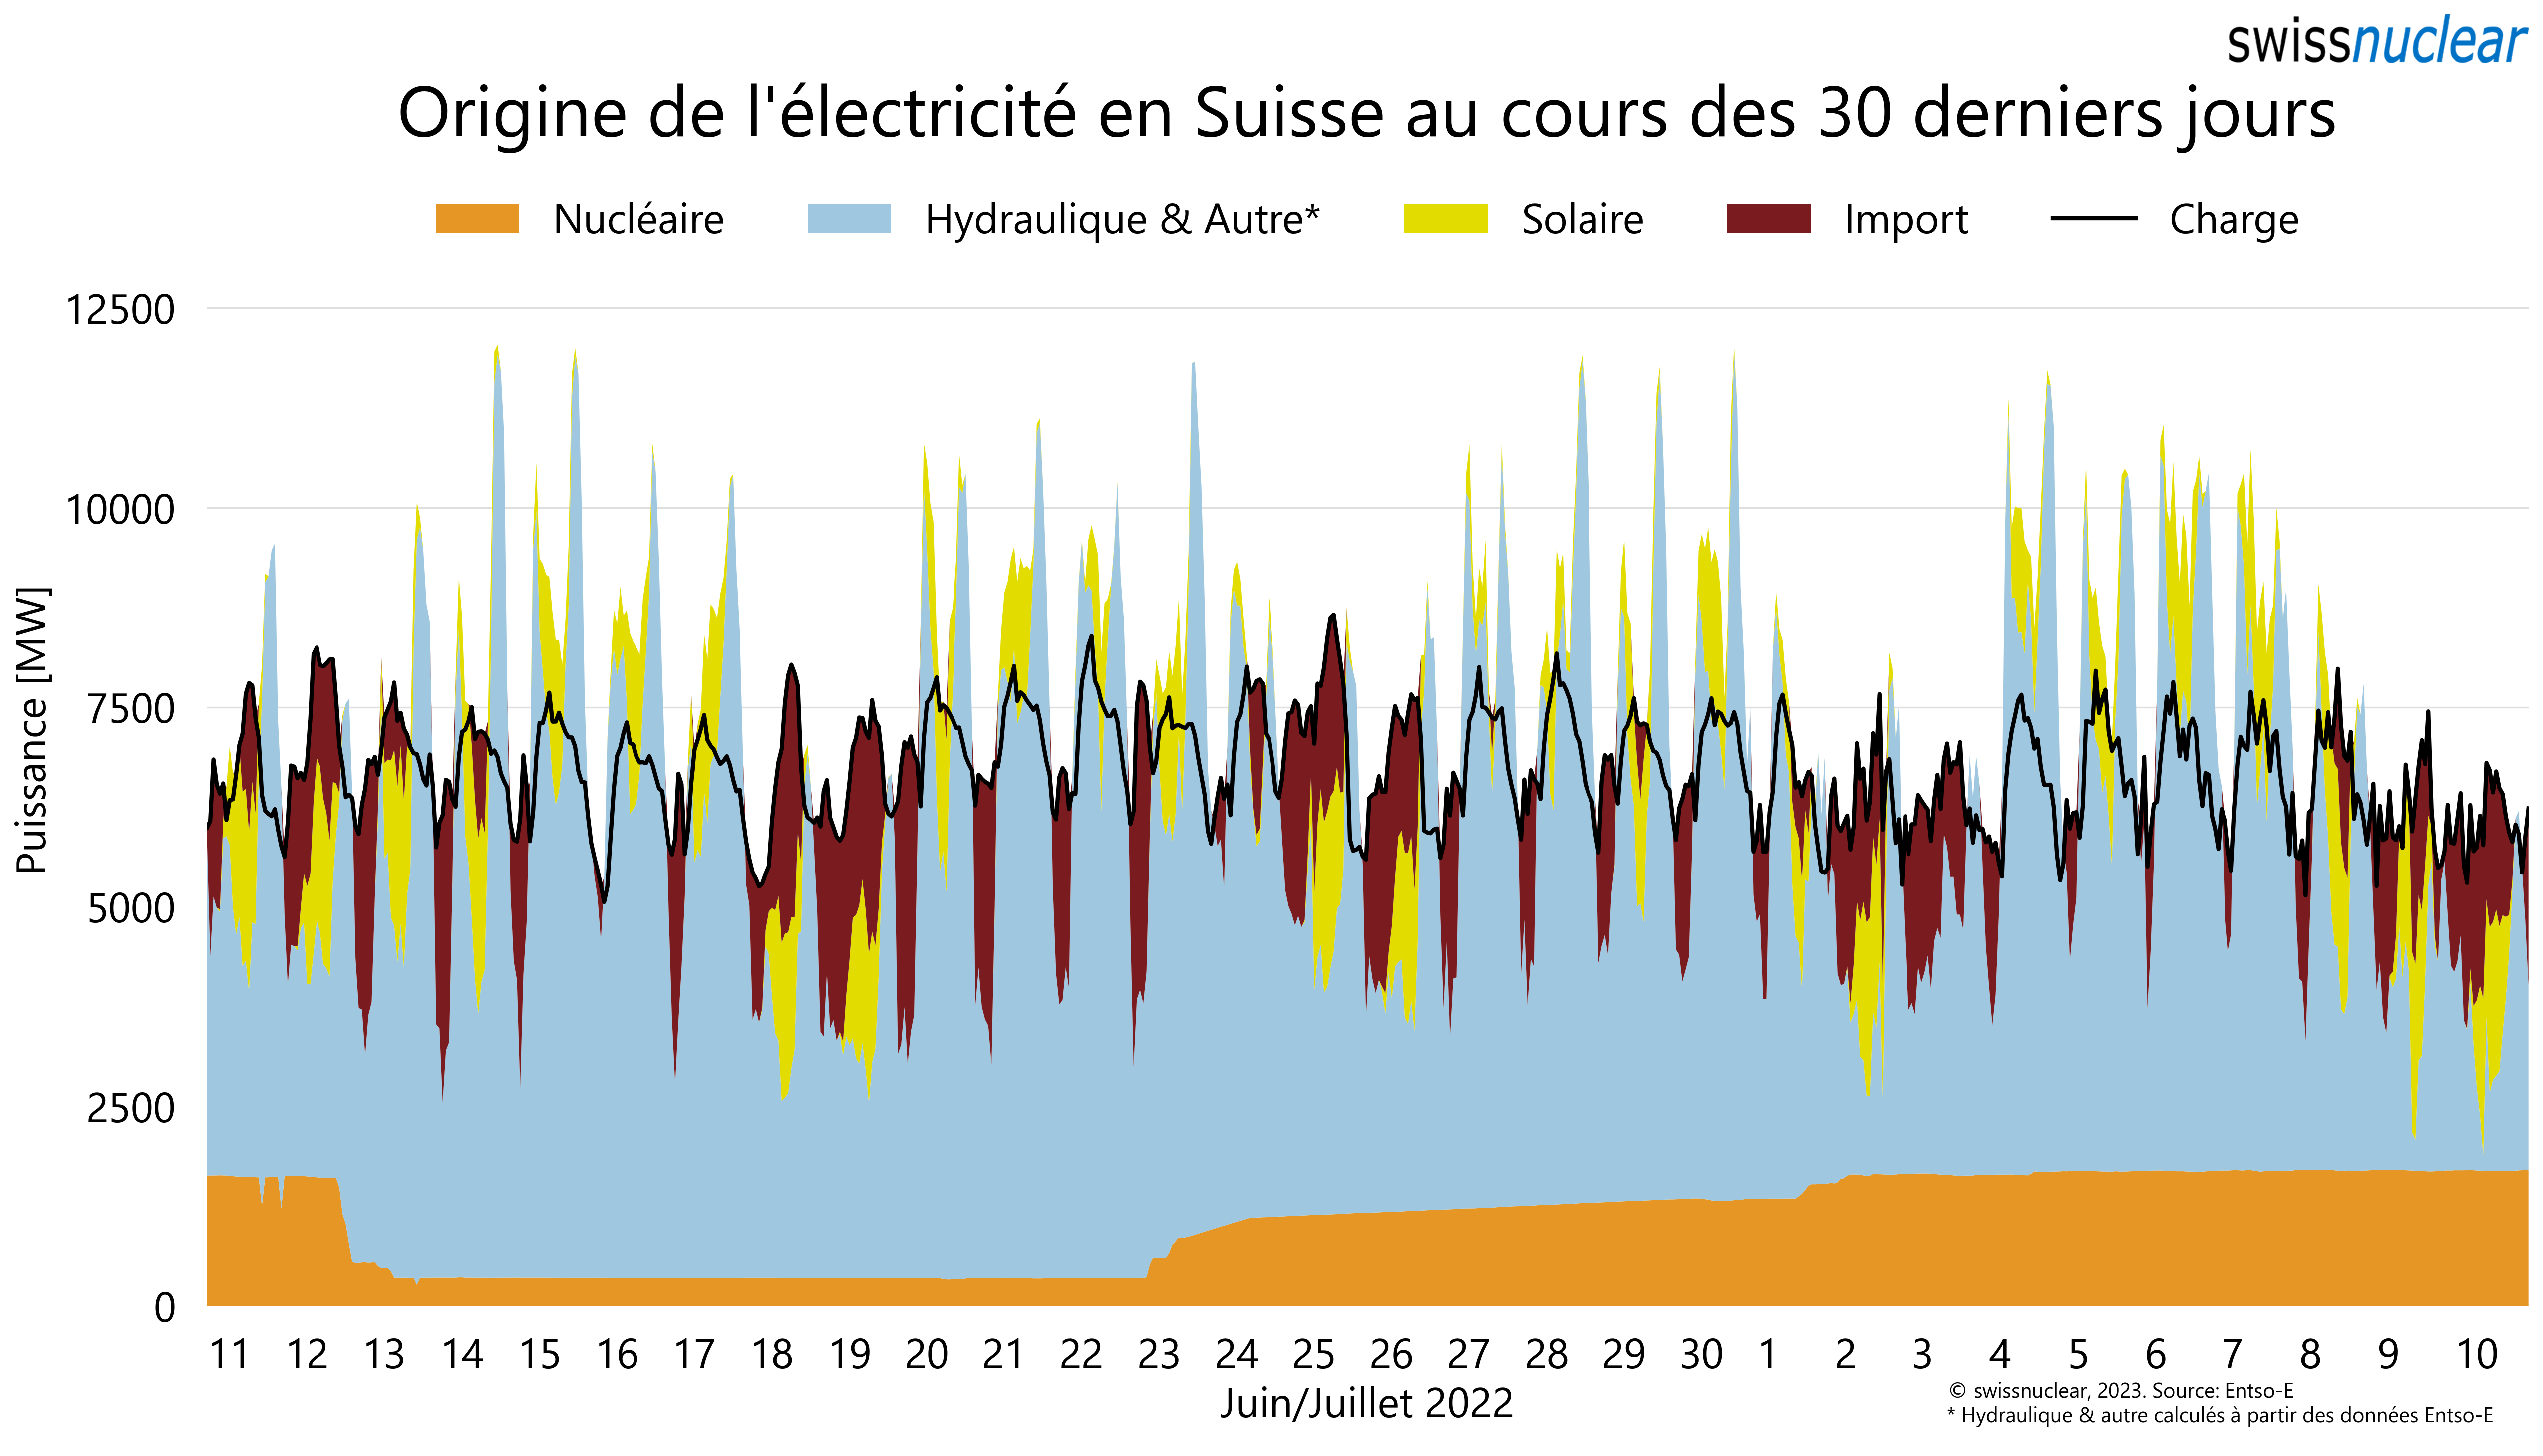 swissnuclear
Origine de l'électricité en Suisse au cours des 30 derniers jours
Nucléaire Hydraulique & Autre* Solaire Import Charge
12500
10000
7500
5000
2500
0
Puissance [MW]
11 12 13 14 15 16 17 18 19 20 21 22 23 24 25 26 27 28 29 30 1 2 3 4 5 6 7 8 9 10
Juin/Juillet 2022
© swissnuclear, 2023. Source: Entso-E
* Hydraulique & autre calculés à partir des données Entso-E